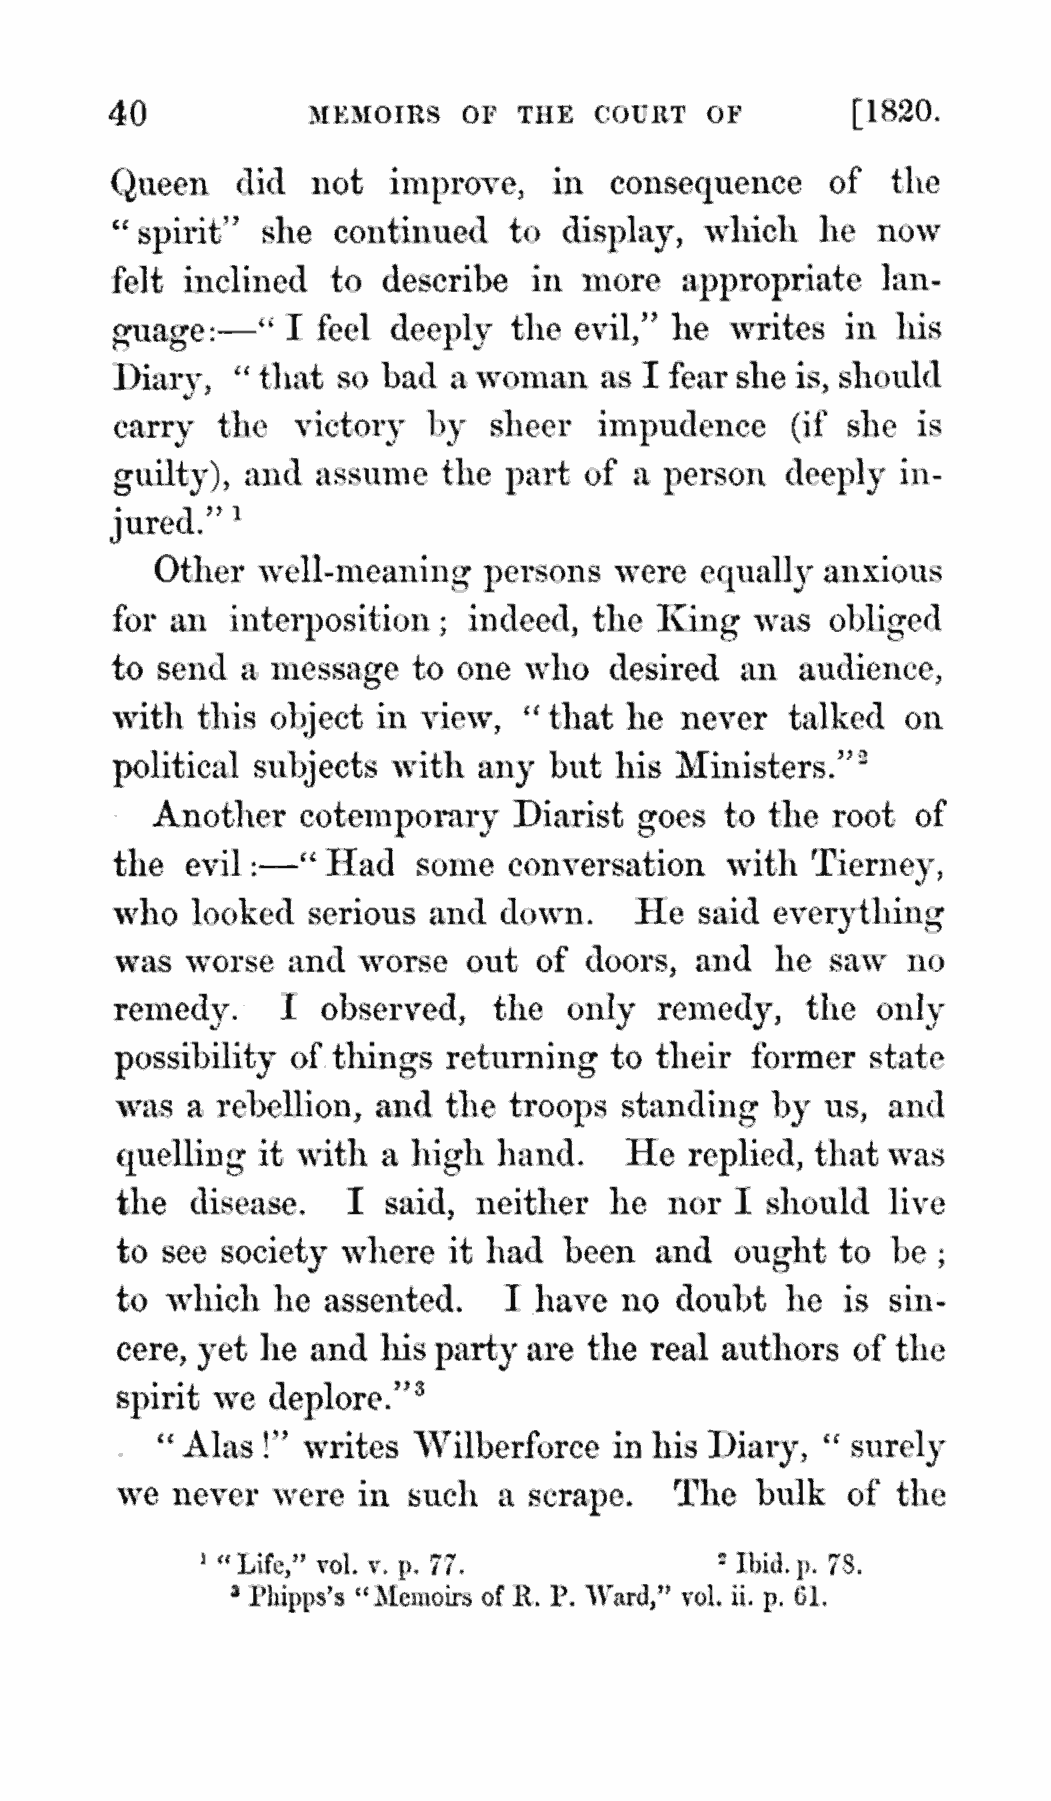 40 MEMOIRS OF THE COURT OF [1820.
Queen did not improve, in consequence of the
“ spirit” she continued to display, which he now
felt inclined to describe in more appropriate lan-
guage:—“ I feel deeply the evil,” he writes in his
Diary, “ that so bad a woman as I fear she is, should
carry the victory by sheer impudence (if she is
guilty), and assume the part of a person deeply in-
jured.” ¹
Other well-meaning persons were equally anxious
for an interposition ; indeed, the King was obliged
to send a message to one who desired an audience,
with this object in view, “ that he never talked on
political subjects with any but his Ministers.”²
Another cotemporary Diarist goes to the root of
the evil :—“ Had some conversation with Tierney,
who looked serious and down. He said everything
was worse and worse out of doors, and he saw no
remedy. I observed, the only remedy, the only
possibility of things returning to their former state
was a rebellion, and the troops standing by us, and
quelling it with a high hand. He replied, that was
the disease. I said, neither he nor I should live
to see society where it had been and ought to be ;
to which he assented. I have no doubt he is sin-
cere, yet he and his party are the real authors of the
spirit we deplore.”³
“ Alas !” writes Wilberforce in his Diary, “ surely
we never were in such a scrape. The bulk of the
¹ “ Life,” vol. v. p. 77. ² Ibid. p. 78.
³ Phipps’s “ Memoirs of R. P. Ward,” vol. ii. p. 61.